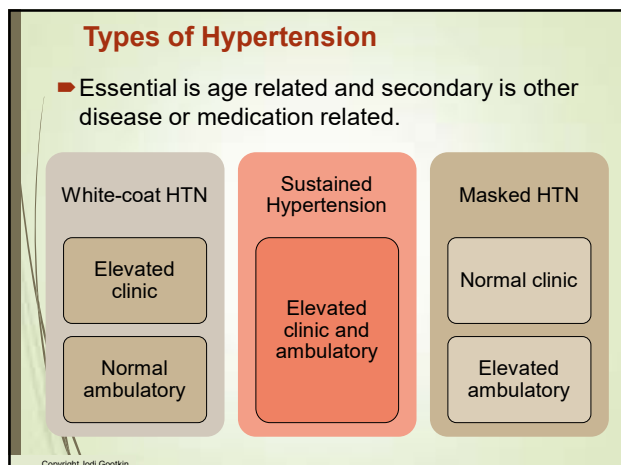 Types of Hypertension
Essential is age related and secondary is other
disease or medication related.
White-coat HTN
Elevated
clinic
Normal
ambulatory
Sustained
Hypertension
Elevated
clinic and
ambulatory
Masked HTN
Normal clinic
Elevated
ambulatory
Copyright Jodi Gootkin